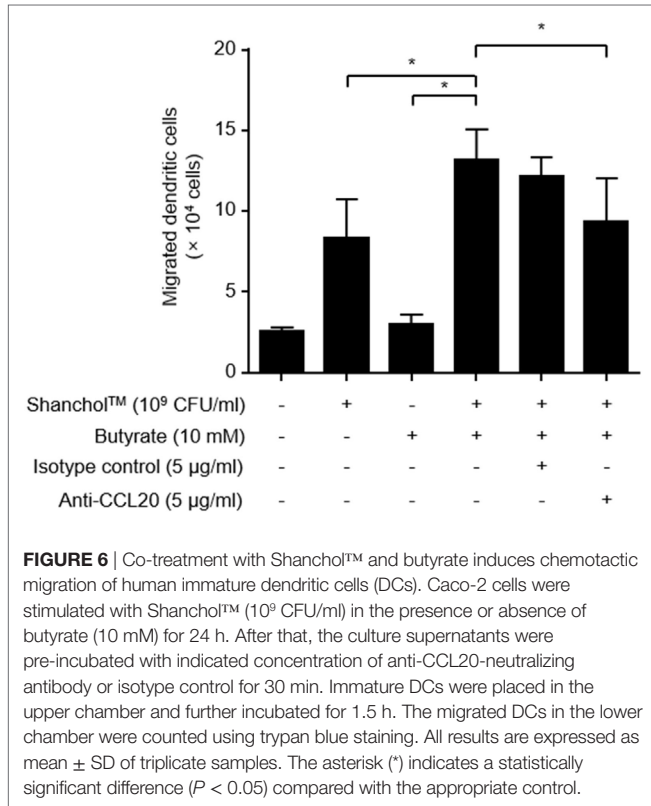 20
15
10
5
0
Migrated dendritic cells
(× 10⁴ cells)
*
*
*
Shanchol™ (10⁹ CFU/ml) - + - + + +
Butyrate (10 mM) - - + + + +
Isotype control (5 µg/ml) - - - - + -
Anti-CCL20 (5 µg/ml) - - - - - +
FIGURE 6 | Co-treatment with Shanchol™ and butyrate induces chemotactic
migration of human immature dendritic cells (DCs). Caco-2 cells were
stimulated with Shanchol™ (10⁹ CFU/ml) in the presence or absence of
butyrate (10 mM) for 24 h. After that, the culture supernatants were
pre-incubated with indicated concentration of anti-CCL20-neutralizing
antibody or isotype control for 30 min. Immature DCs were placed in the
upper chamber and further incubated for 1.5 h. The migrated DCs in the lower
chamber were counted using trypan blue staining. All results are expressed as
mean ± SD of triplicate samples. The asterisk (*) indicates a statistically
significant difference (P < 0.05) compared with the appropriate control.